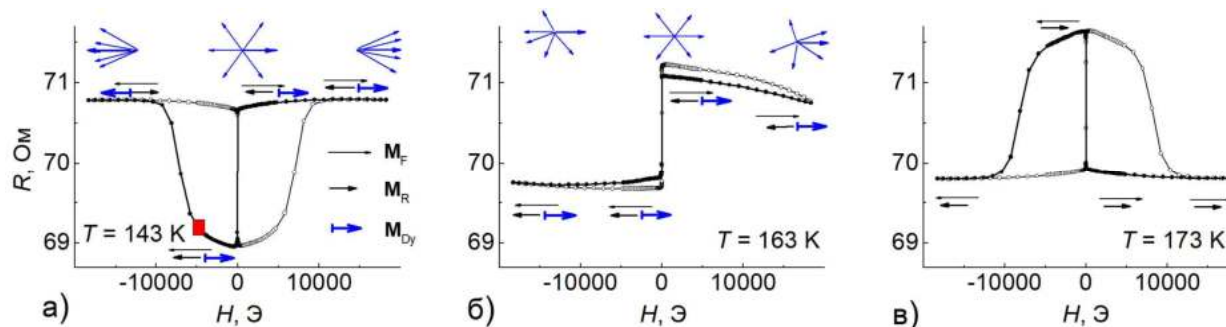 R, Ом
71
70
69
T = 143 K
M_F
M_R
M_Dy
-10000 0 10000
H, Э
а)
71
70
69
T = 163 K
-10000 0 10000
H, Э
б)
71
70
69
T = 173 K
-10000 0 10000
H, Э
в)